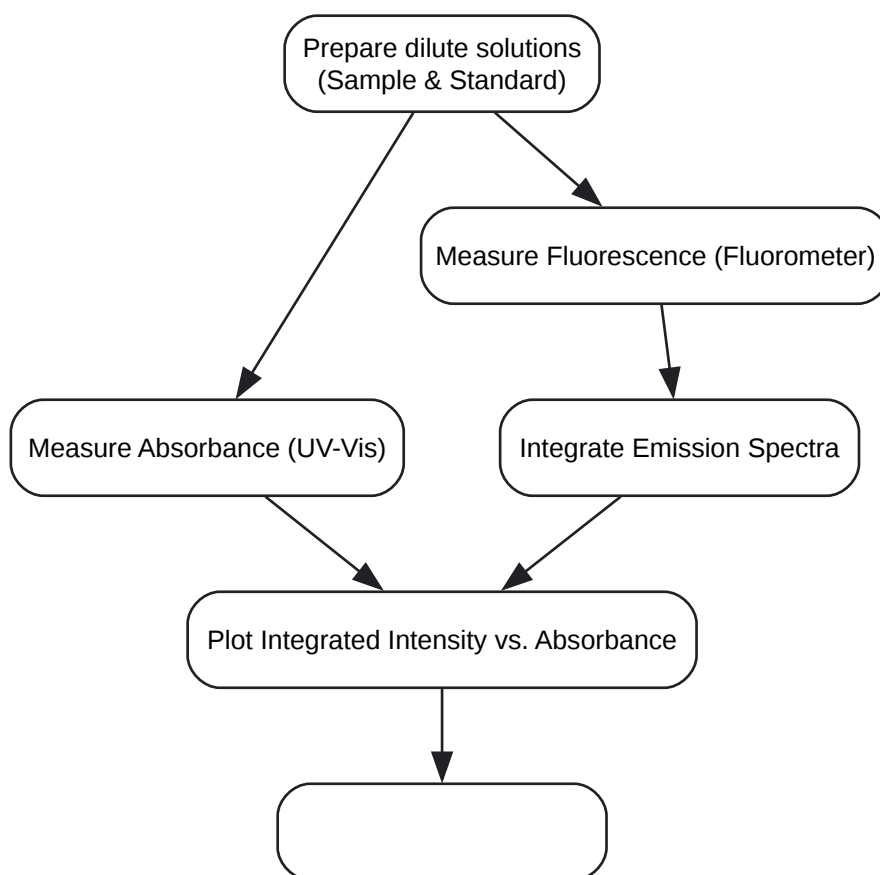 Prepare dilute solutions
(Sample & Standard)
Measure Fluorescence (Fluorometer)
Measure Absorbance (UV-Vis)
Integrate Emission Spectra
Plot Integrated Intensity vs. Absorbance